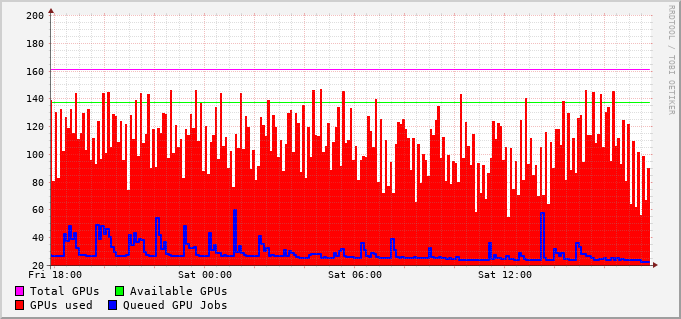 200
180
160
140
120
100
80
60
40
20
Fri 18:00 Sat 00:00 Sat 06:00 Sat 12:00
Total GPUs Available GPUs
GPUs used Queued GPU Jobs
RRDTOOL / TOBI OETIKER